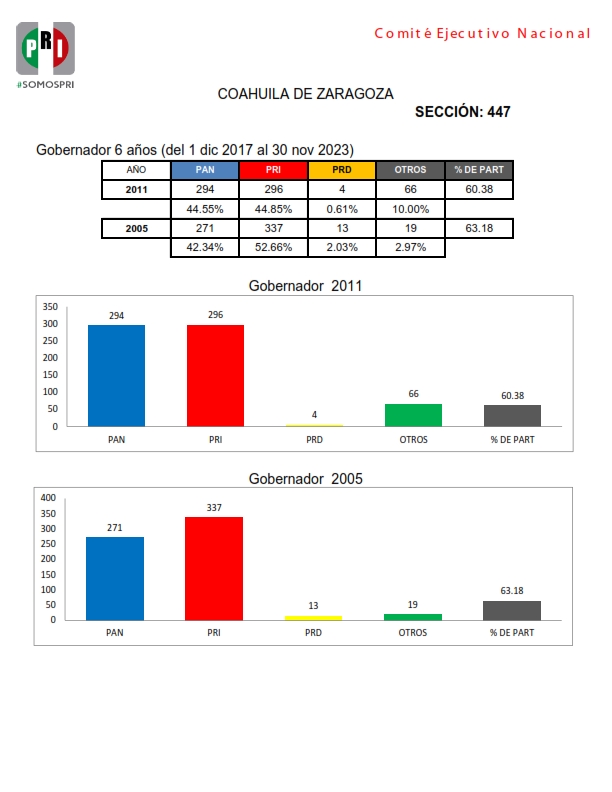 PRI
#SOMOSPRI
Comité Ejecutivo Nacional
COAHUILA DE ZARAGOZA
SECCIÓN: 447
Gobernador 6 años (del 1 dic 2017 al 30 nov 2023)
AÑO PAN PRI PRD OTROS % DE PART
2011 294 296 4 66 60.38
44.55% 44.85% 0.61% 10.00%
2005 271 337 13 19 63.18
42.34% 52.66% 2.03% 2.97%
Gobernador 2011
350
300
250
200
150
100
50
0
294 296 4 66 60.38
PAN PRI PRD OTROS % DE PART
Gobernador 2005
400
350
300
250
200
150
100
50
0
271 337 13 19 63.18
PAN PRI PRD OTROS % DE PART